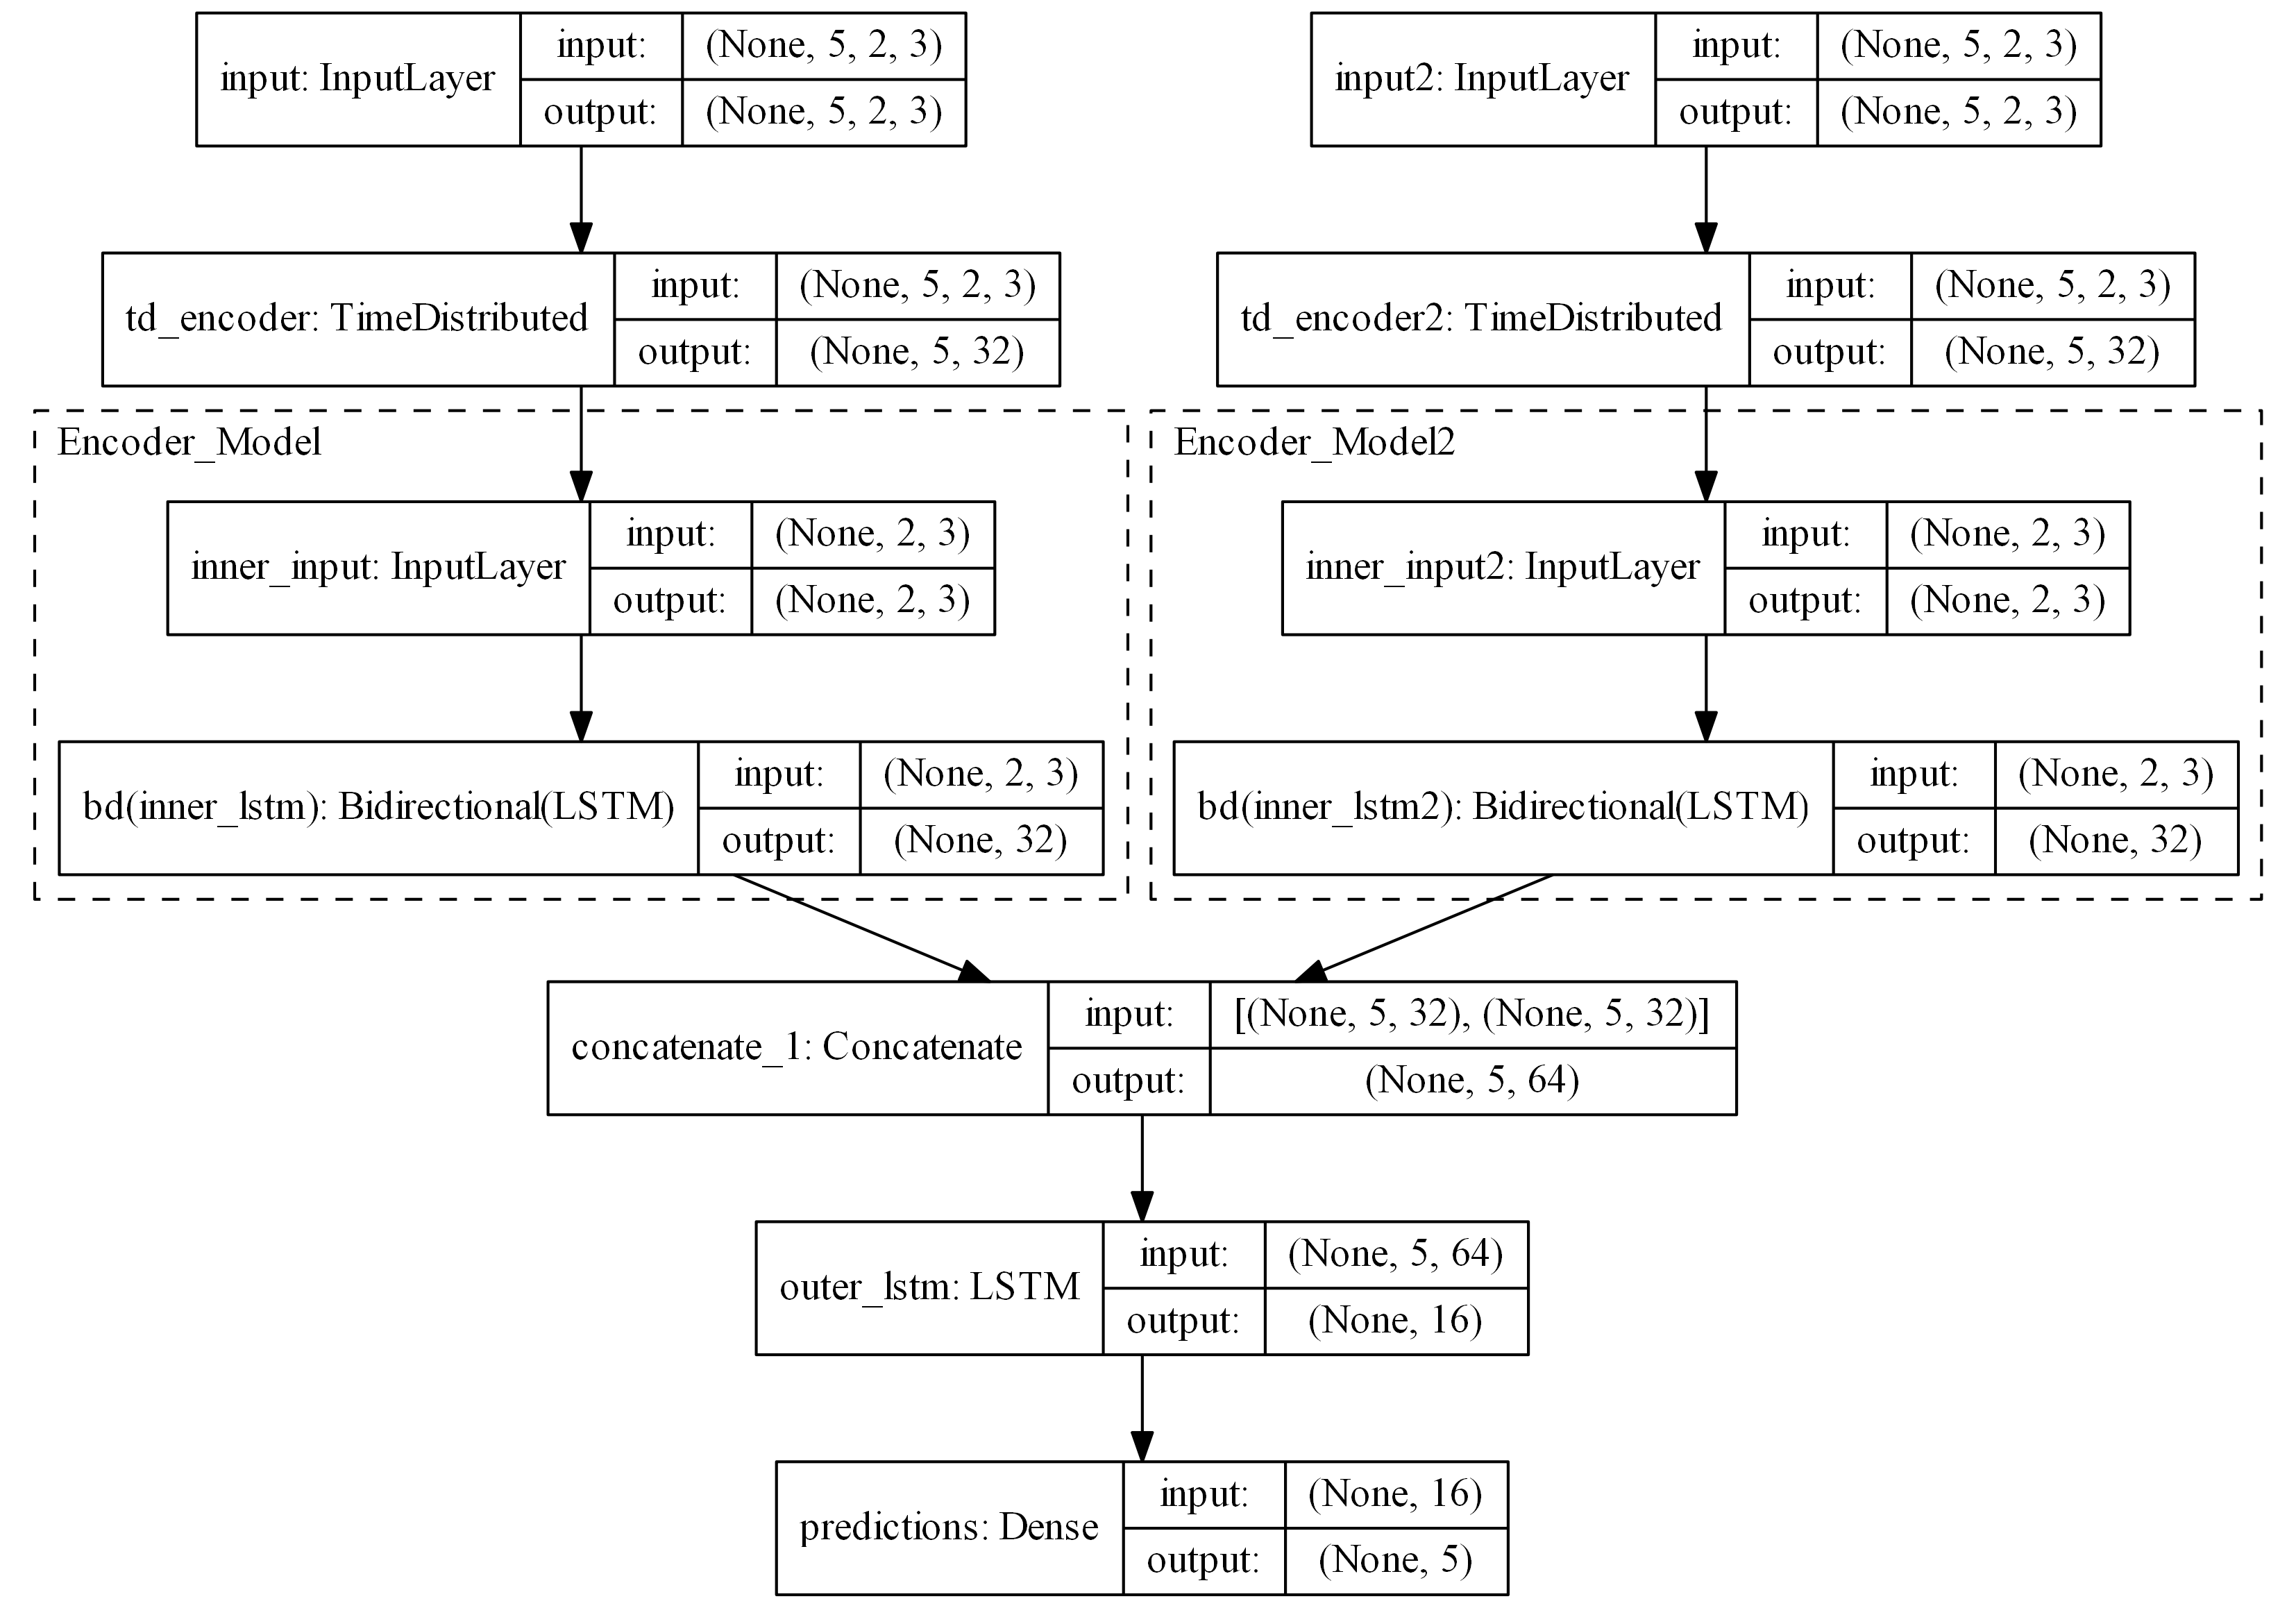 input: InputLayer
input:
(None, 5, 2, 3)
output:
(None, 5, 2, 3)
input2: InputLayer
input:
(None, 5, 2, 3)
output:
(None, 5, 2, 3)
td_encoder: TimeDistributed
input:
(None, 5, 2, 3)
output:
(None, 5, 32)
td_encoder2: TimeDistributed
input:
(None, 5, 2, 3)
output:
(None, 5, 32)
Encoder_Model
inner_input: InputLayer
input:
(None, 2, 3)
output:
(None, 2, 3)
bd(inner_lstm): Bidirectional(LSTM)
input:
(None, 2, 3)
output:
(None, 32)
Encoder_Model2
inner_input2: InputLayer
input:
(None, 2, 3)
output:
(None, 2, 3)
bd(inner_lstm2): Bidirectional(LSTM)
input:
(None, 2, 3)
output:
(None, 32)
concatenate_1: Concatenate
input:
[(None, 5, 32), (None, 5, 32)]
output:
(None, 5, 64)
outer_lstm: LSTM
input:
(None, 5, 64)
output:
(None, 16)
predictions: Dense
input:
(None, 16)
output:
(None, 5)